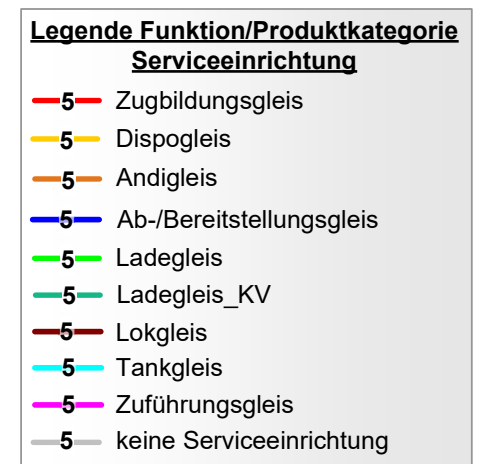 Legende Funktion/Produktkategorie
Serviceeinrichtung
5 Zugbildungsgleis
5 Dispogleis
5 Andigleis
5 Ab-/Bereitstellungsgleis
5 Ladegleis
5 Ladegleis_KV
5 Lokgleis
5 Tankgleis
5 Zuführungsgleis
5 keine Serviceeinrichtung